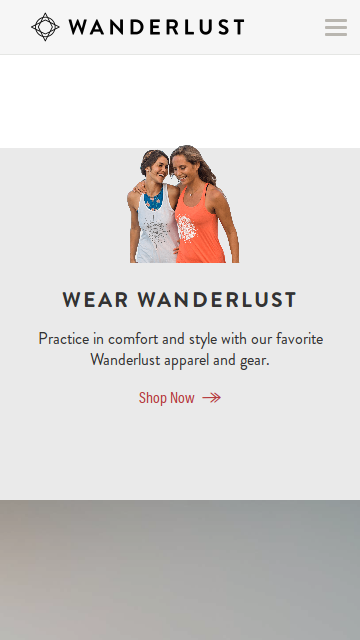 WANDERLUST
WEAR WANDERLUST
Practice in comfort and style with our favorite
Wanderlust apparel and gear.
Shop Now